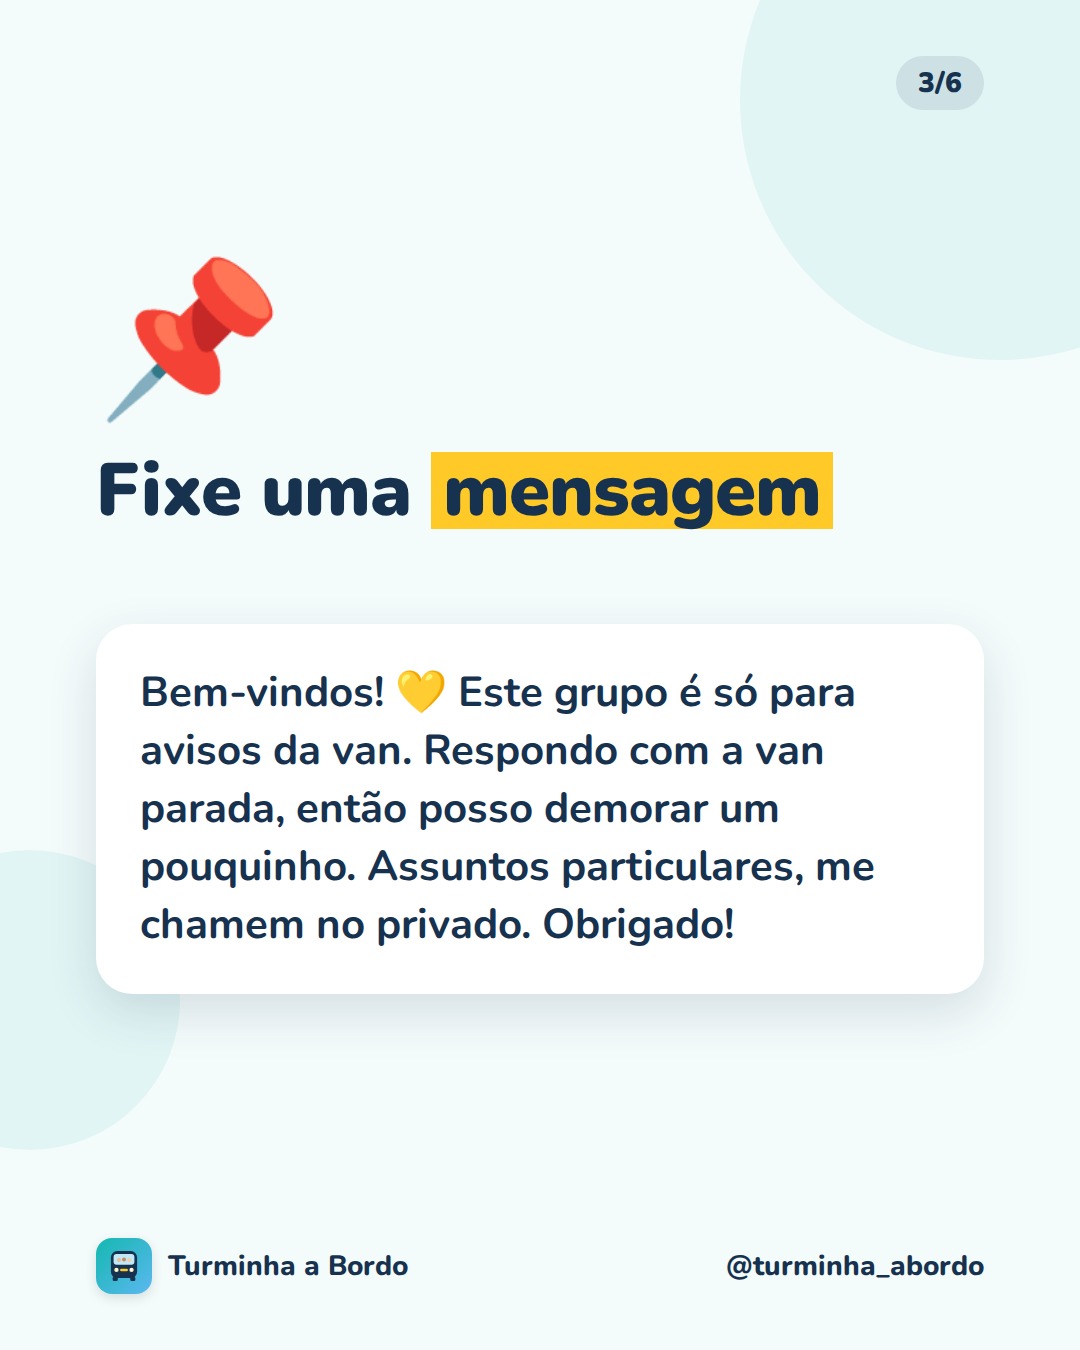 3/6
Fixe uma mensagem
Bem-vindos! 💛 Este grupo é só para
avisos da van. Respondo com a van
parada, então posso demorar um
pouquinho. Assuntos particulares, me
chamem no privado. Obrigado!
Turminha a Bordo
@turminha_abordo